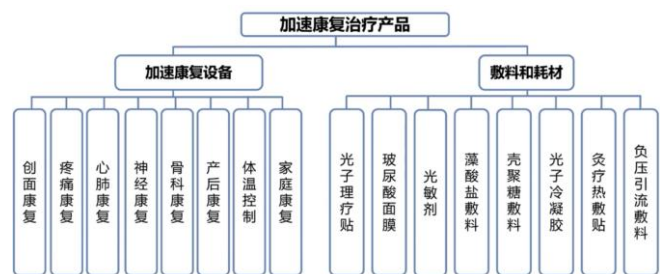 加速康复治疗产品
加速康复设备
敷料和耗材
创面康复
疼痛康复
心肺康复
神经康复
骨科康复
产后康复
体温控制
家庭康复
光子理疗贴
玻尿酸面膜
光敏剂
藻酸盐敷料
壳聚糖敷料
光子冷凝胶
灸疗热敷贴
负压引流敷料